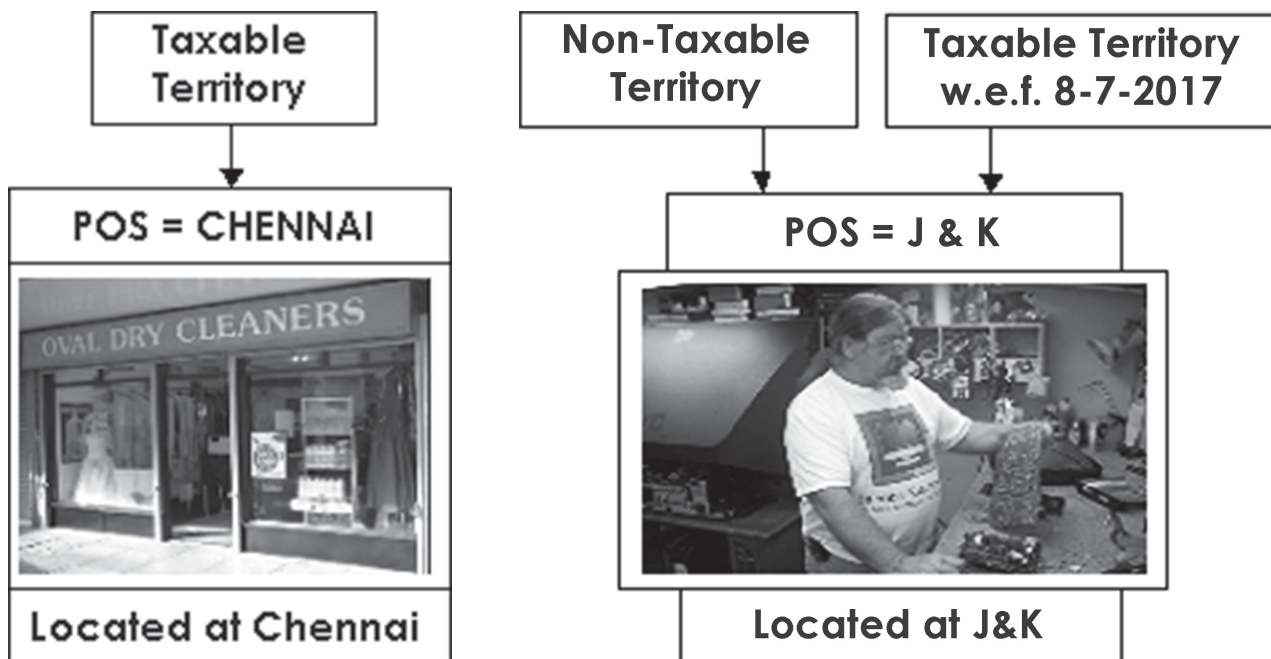 Taxable
Territory
POS = CHENNAI
OVAL DRY CLEANERS
Located at Chennai
Non-Taxable
Territory
Taxable Territory
w.e.f. 8-7-2017
POS = J & K
Located at J&K